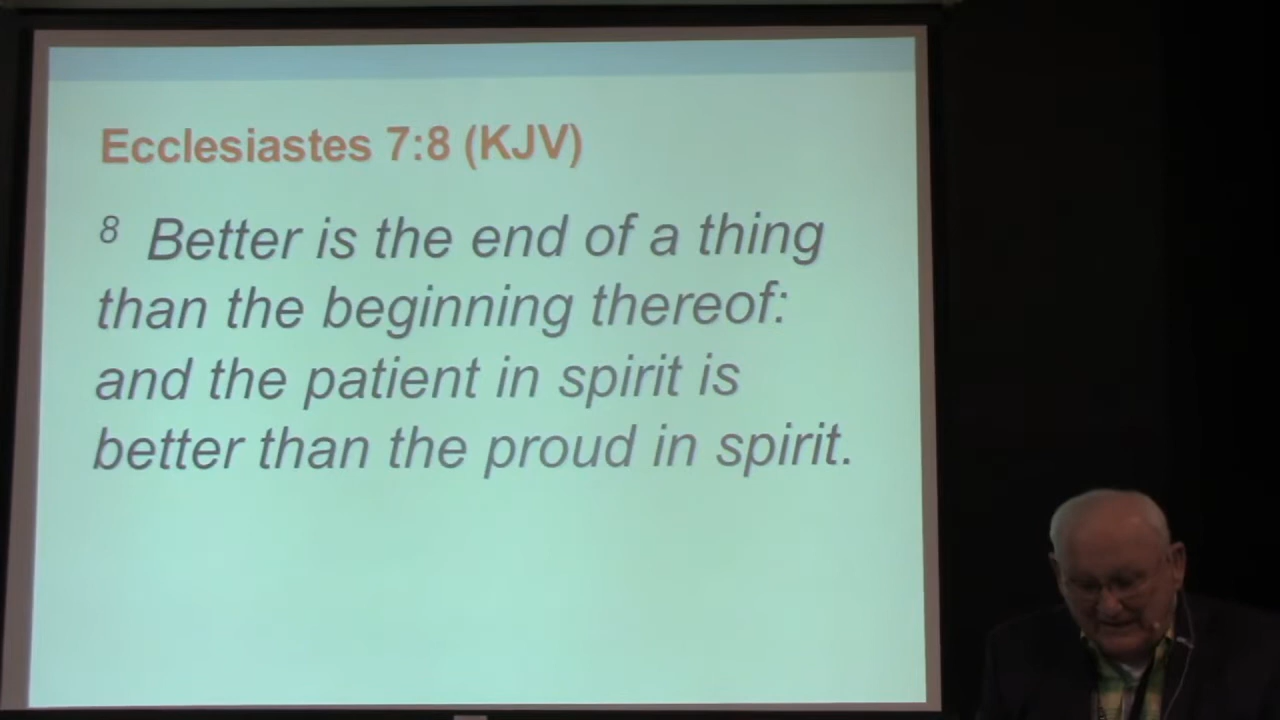 Ecclesiastes 7:8 (KJV)
8 Better is the end of a thing
than the beginning thereof:
and the patient in spirit is
better than the proud in spirit.